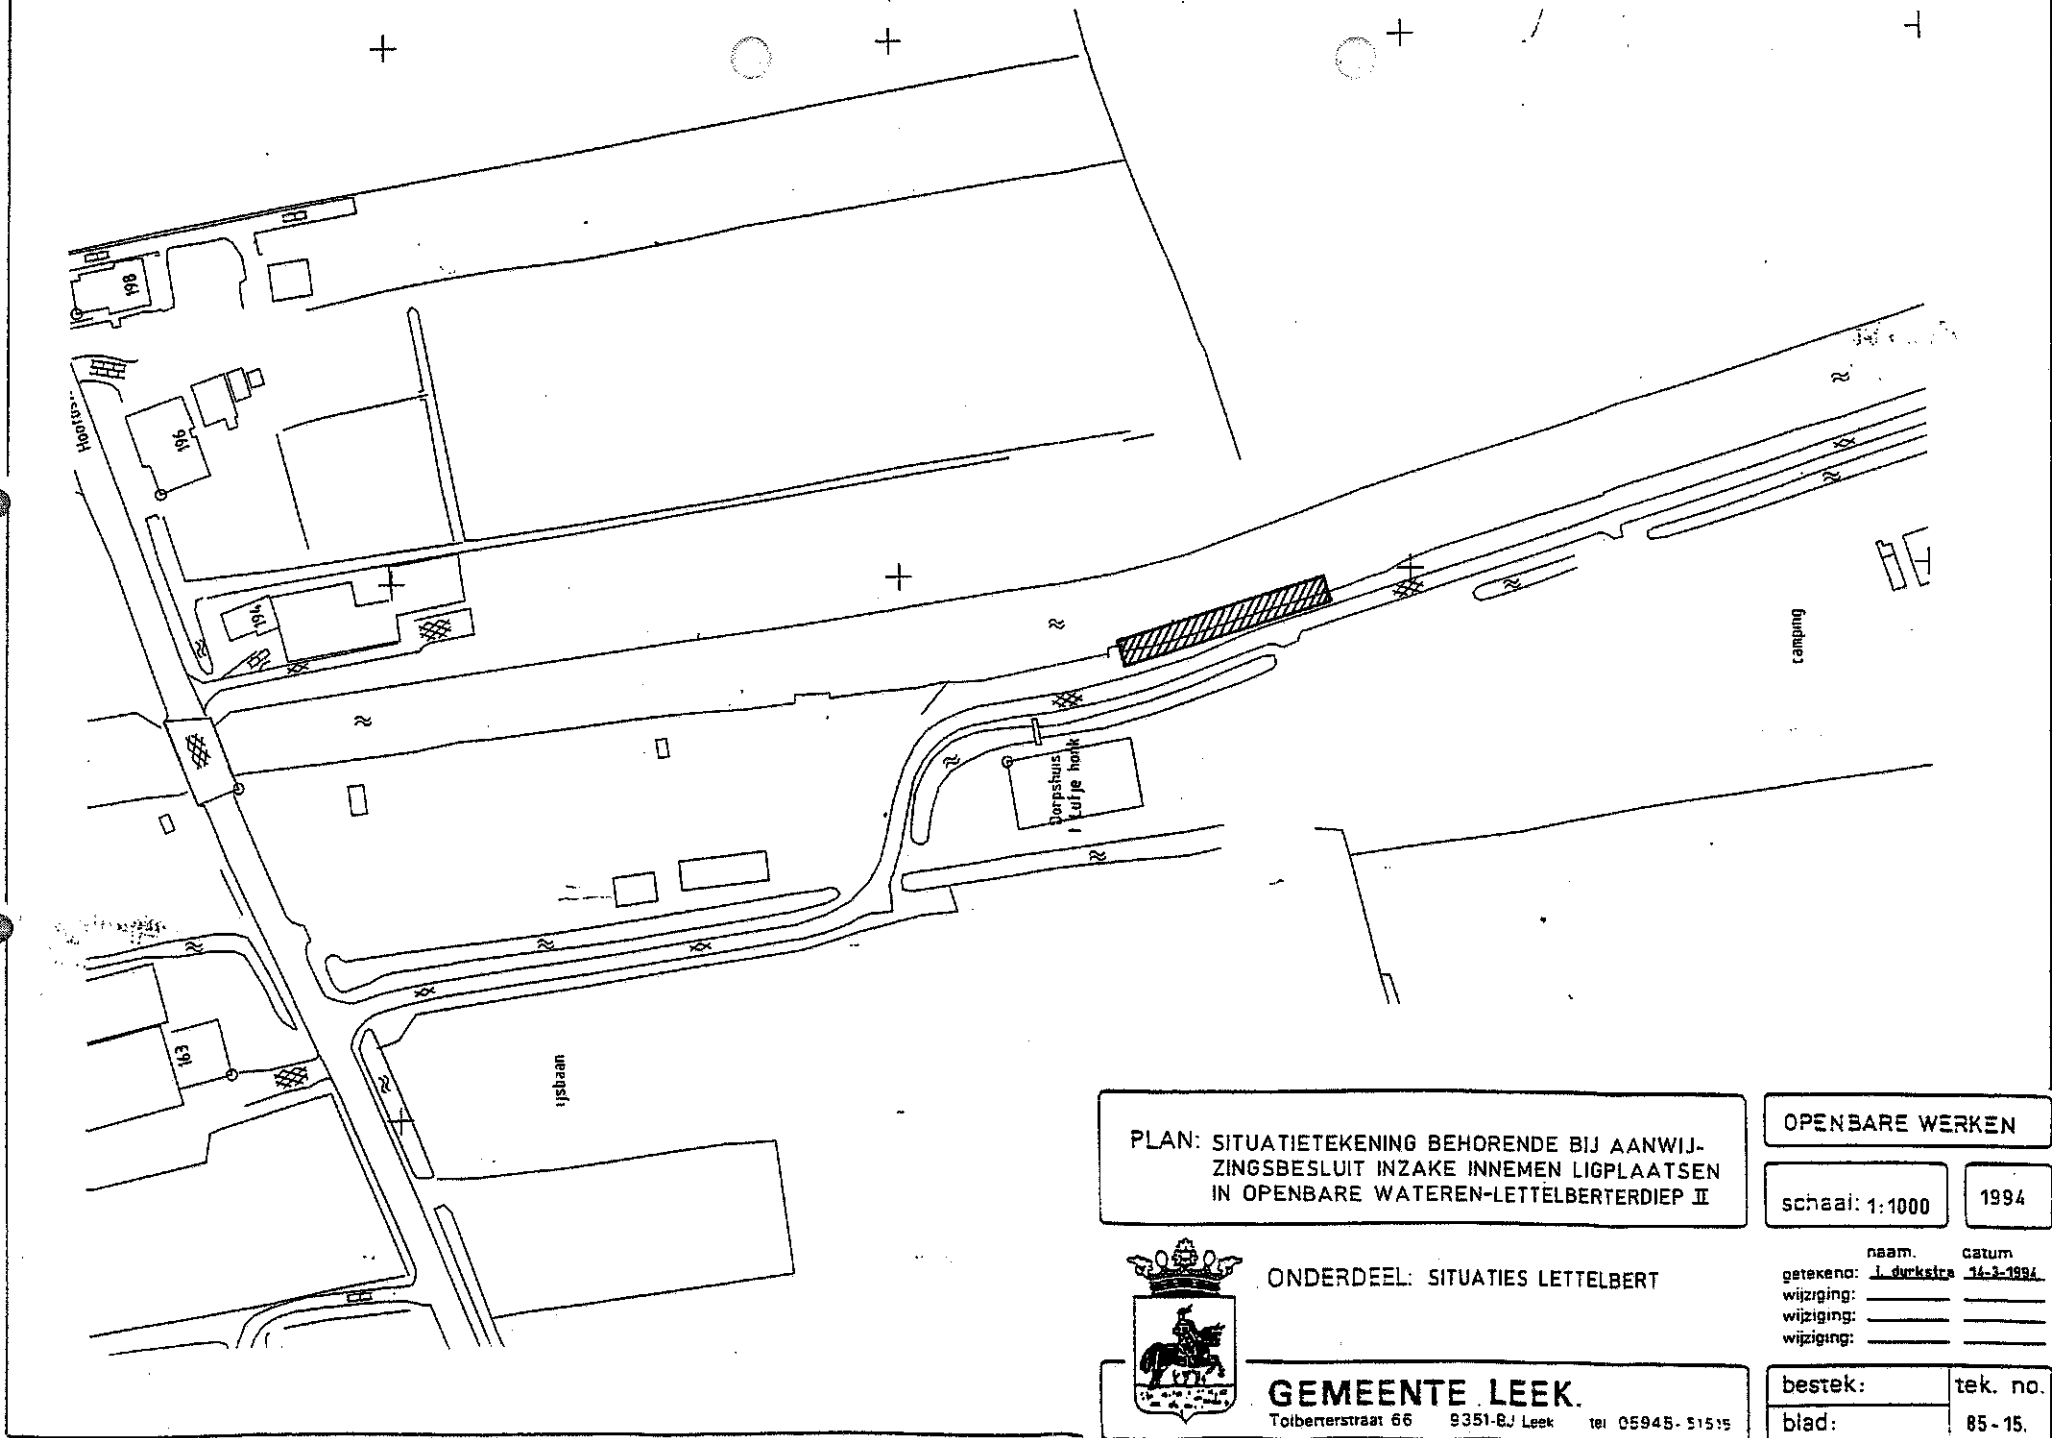 198
196
194
Dorpshuis
camping
193
ijsbaan
PLAN: SITUATIETEKENING BEHORENDE BIJ AANWIJ-
ZINGSBESLUIT INZAKE INNEMEN LIGPLAATSEN
IN OPENBARE WATEREN-LETTELBERTERDIEP II
OPENBARE WERKEN
schaal: 1:1000
1994
ONDERDEEL: SITUATIES LETTELBERT
naam. datum
getekend: j. durkstra 14-3-1994
wijziging:
wijziging:
wijziging:
GEMEENTE LEEK.
Tolberterstraat 66 9351-BJ Leek tel 05945-51515
bestek: tek. no.
blad: 85-15.